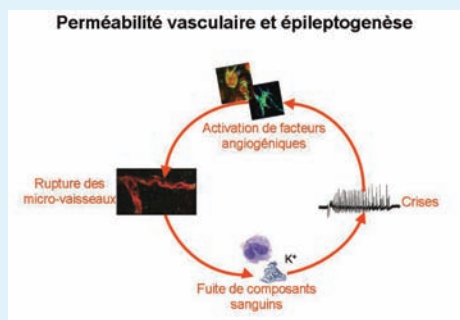 Perméabilité vasculaire et épileptogenèse
Activation de facteurs
angiogéniques
Rupture des
micro-vaisseaux
Crises
K+
Fuite de composants
sanguins